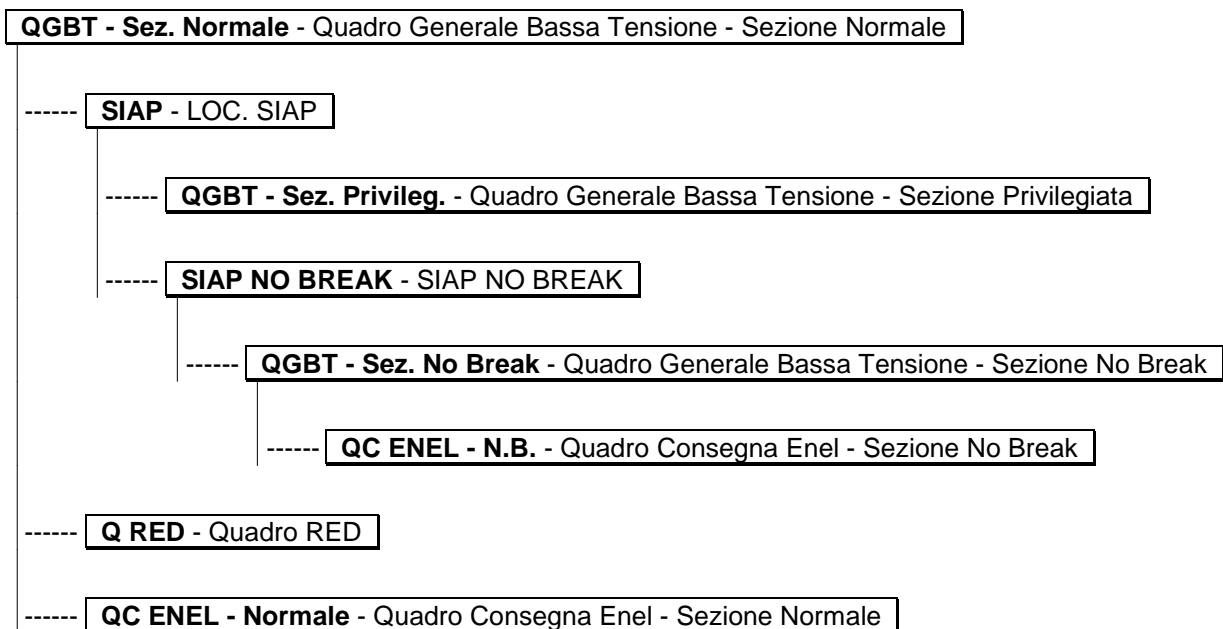 QGBT - Sez. Normale - Quadro Generale Bassa Tensione - Sezione Normale
------ SIAP - LOC. SIAP
------ QGBT - Sez. Privileg. - Quadro Generale Bassa Tensione - Sezione Privilegiata
------ SIAP NO BREAK - SIAP NO BREAK
------ QGBT - Sez. No Break - Quadro Generale Bassa Tensione - Sezione No Break
------ QC ENEL - N.B. - Quadro Consegna Enel - Sezione No Break
------ Q RED - Quadro RED
------ QC ENEL - Normale - Quadro Consegna Enel - Sezione Normale